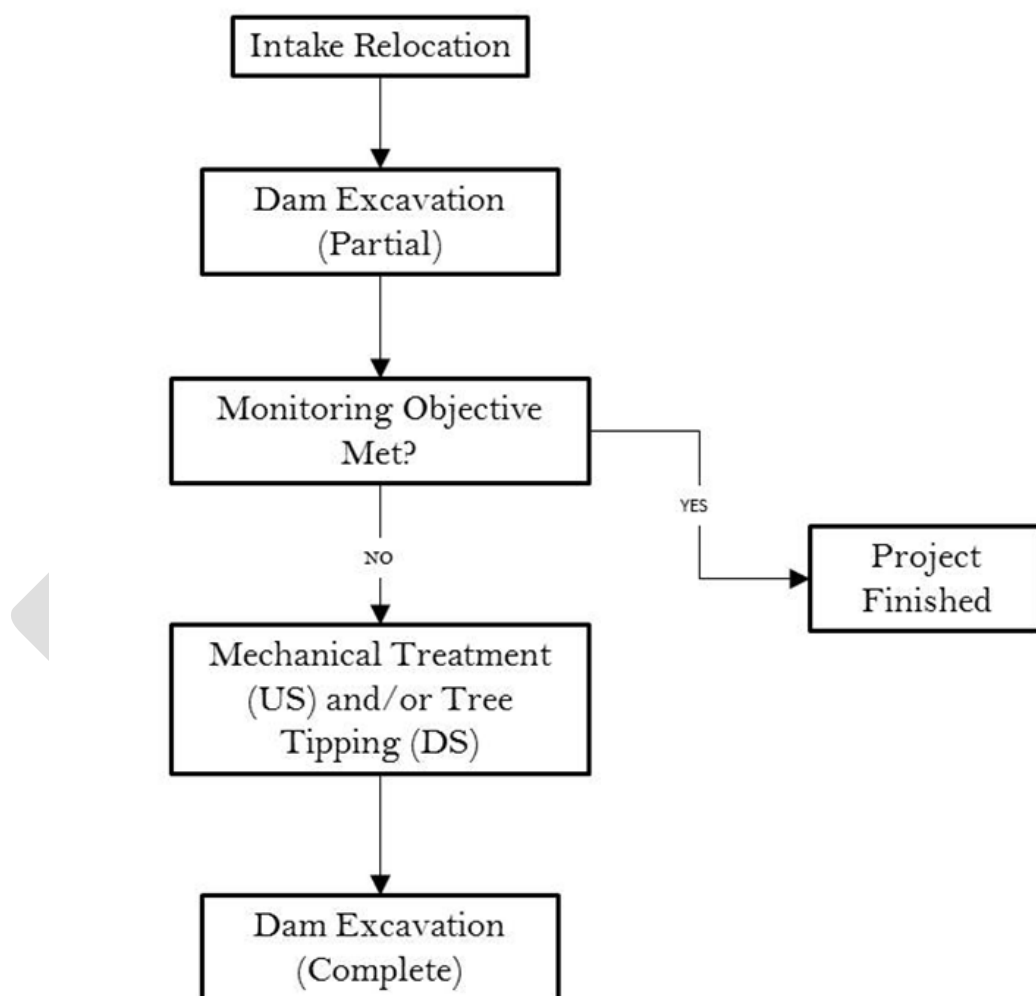 Intake Relocation
Dam Excavation
(Partial)
Monitoring Objective
Met?
YES
NO
Project
Finished
Mechanical Treatment
(US) and/or Tree
Tipping (DS)
Dam Excavation
(Complete)